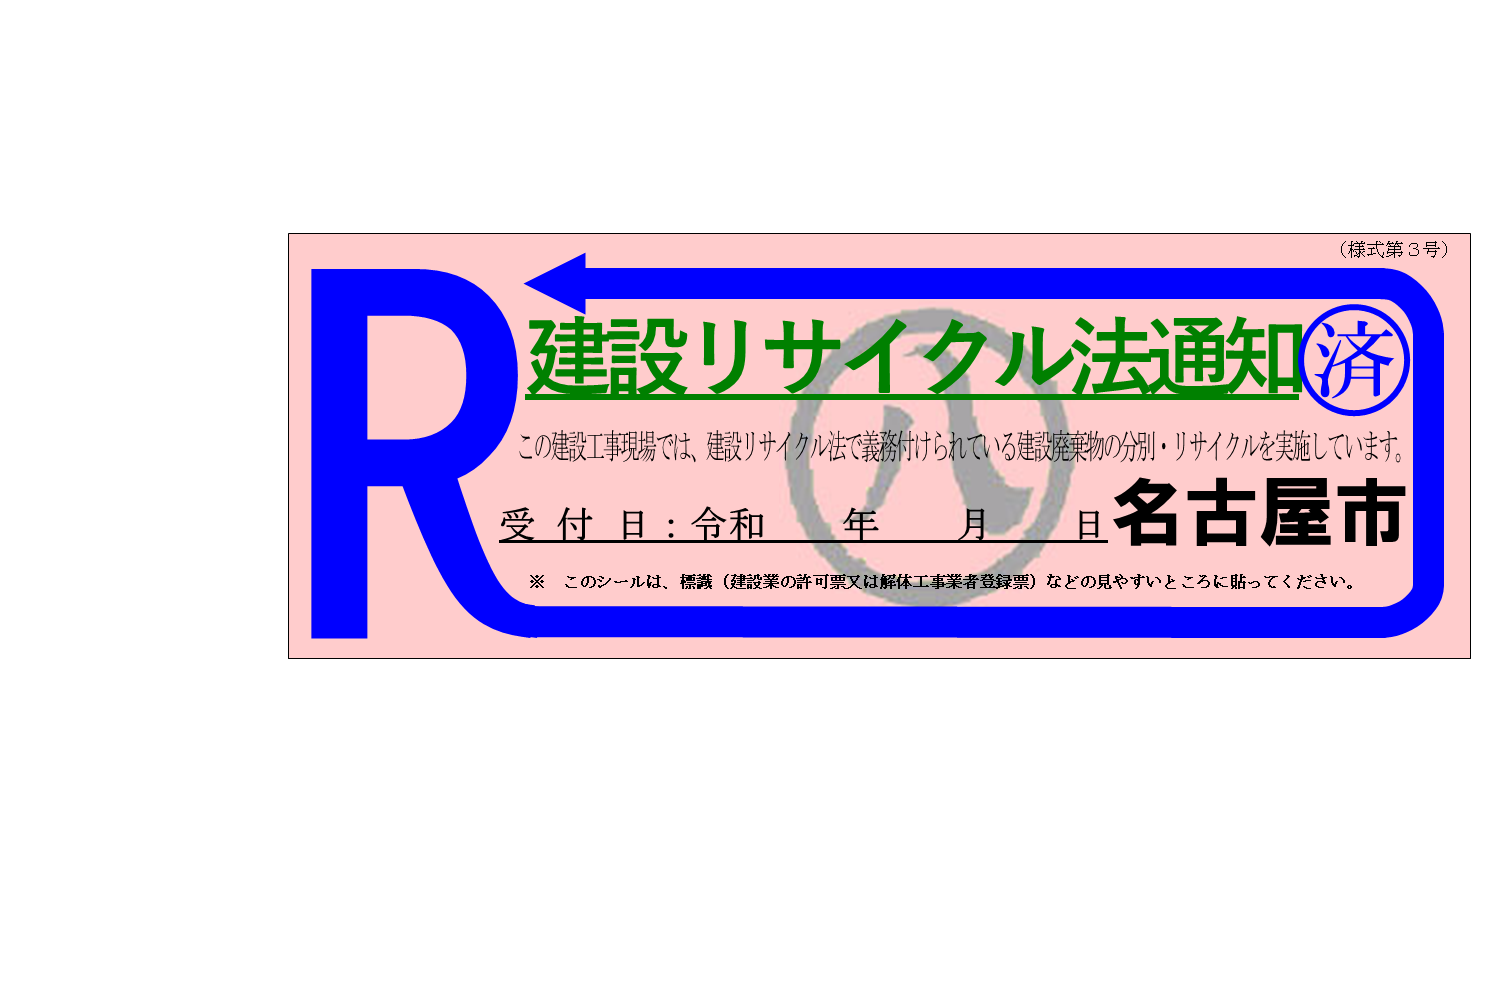 （様式第３号）
R
建設リサイクル法通知済
八
この建設工事現場では、建設リサイクル法で義務付けられている建設廃棄物の分別・リサイクルを実施しています。
受 付 日：令和　　年　　月　　日
名古屋市
※　このシールは、標識（建設業の許可票又は解体工事業者登録票）などの見やすいところに貼ってください。